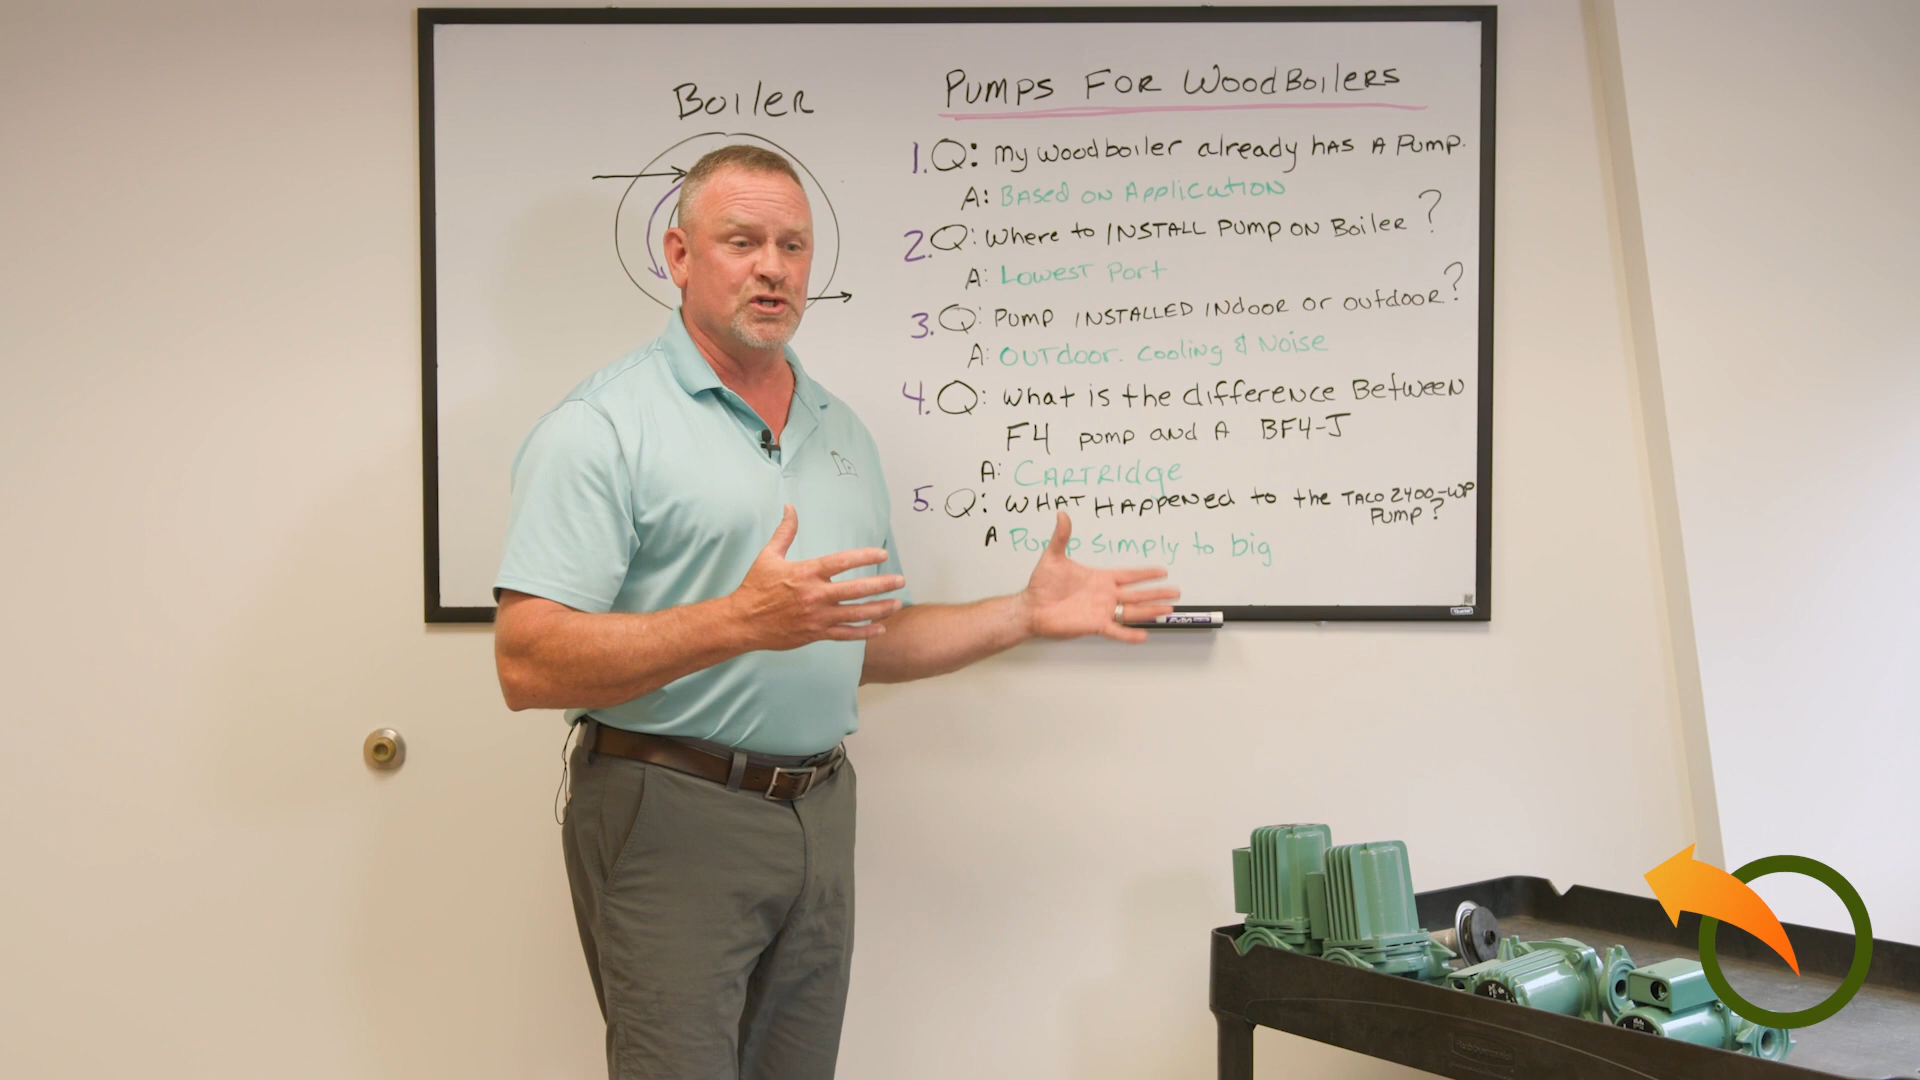 Boiler
Pumps For WoodBoilers
1. Q: My woodboiler already has A Pump.
A: Based on Application
2. Q: Where to INSTALL Pump on Boiler?
A: Lowest Port
3. Q: Pump INSTALLED INdoor or outdoor?
A: OUTdoor. Cooling & Noise
4. Q: What is the difference Between
F4 pump and A BF4-J
A: CARTRIdge
5. Q: WHAT HAppened to the TACO 2400-WP
Pump?
A Pump simply to big